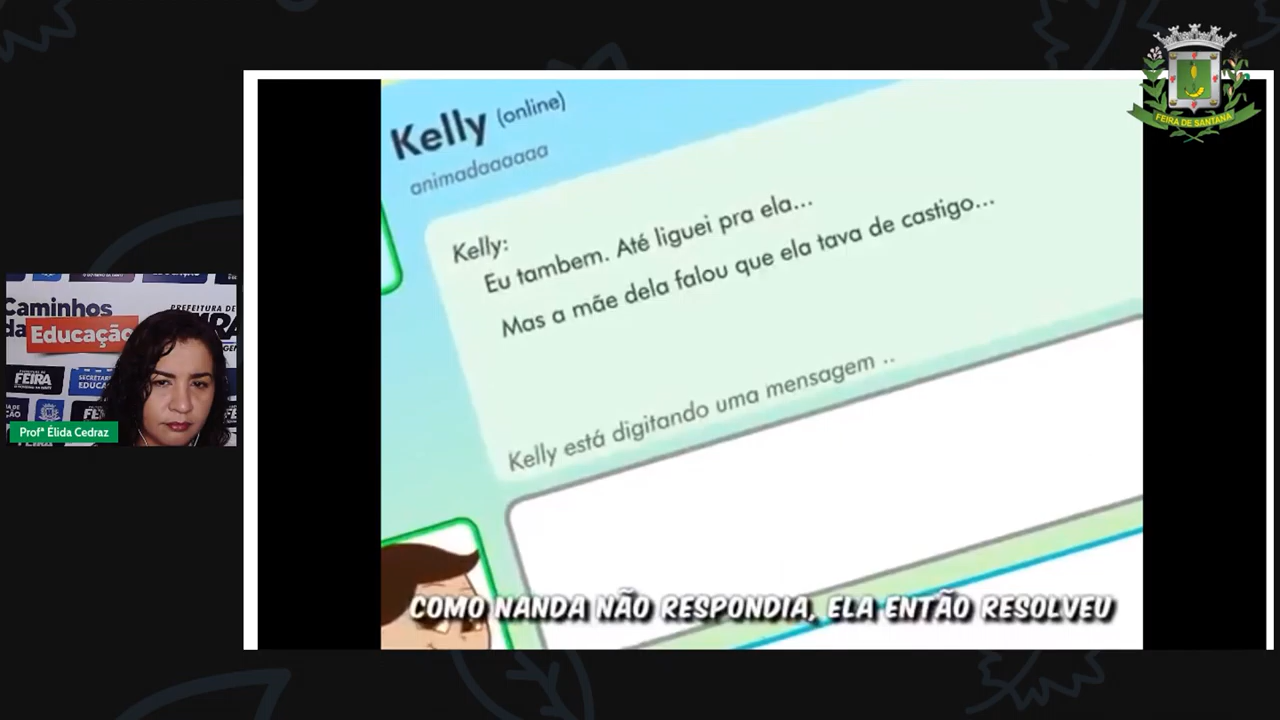 FEIRA DE SANTANA
Kelly (online)
animadaaaaaa
Kelly:
Eu tambem. Até liguei pra ela...
Mas a mãe dela falou que ela tava de castigo...
Kelly está digitando uma mensagem ..
COMO NANDA NÃO RESPONDIA, ELA ENTÃO RESOLVEU
Caminhos
da
Educação
PREFEITURA DE
FEIRA
Profª Élida Cedraz